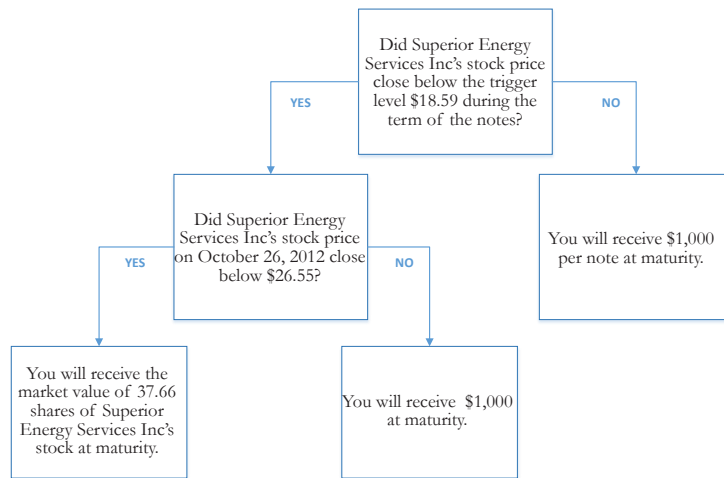 Did Superior Energy
Services Inc's stock price
close below the trigger
level $18.59 during the
term of the notes?
YES
NO
Did Superior Energy
Services Inc's stock price
on October 26, 2012 close
below $26.55?
You will receive $1,000
per note at maturity.
YES
NO
You will receive the
market value of 37.66
shares of Superior
Energy Services Inc's
stock at maturity.
You will receive $1,000
at maturity.